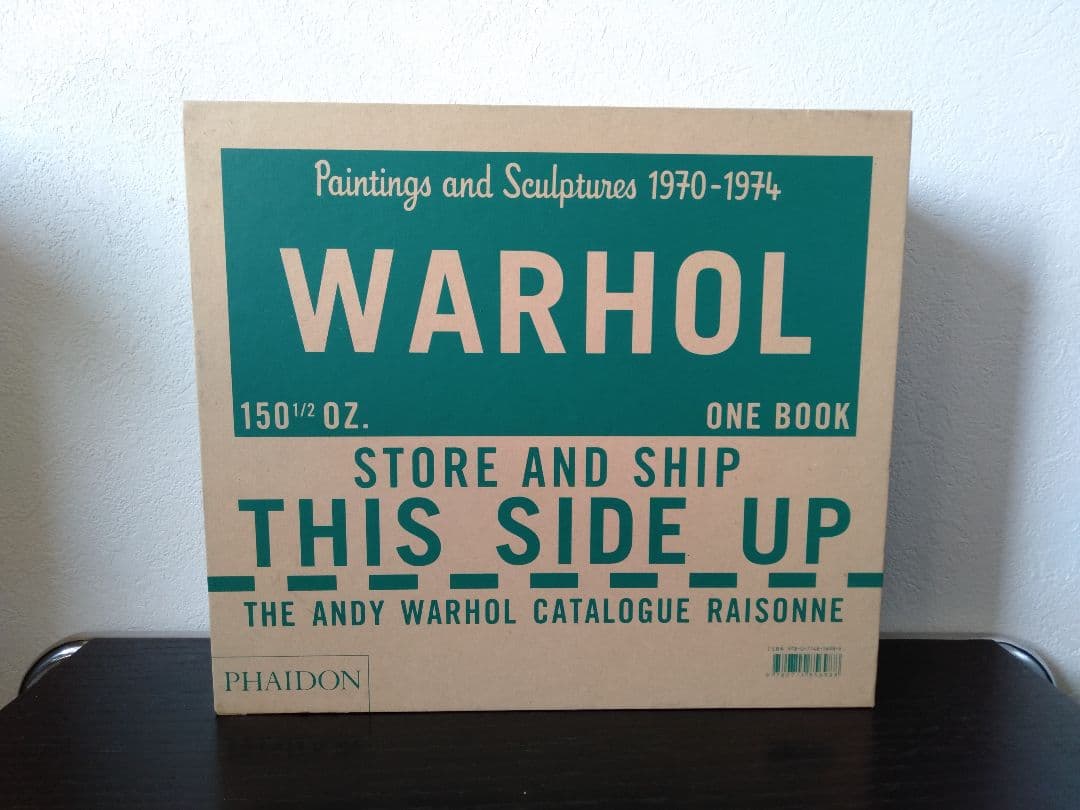 Paintings and Sculptures 1970-1974
WARHOL
150 1/2 OZ.
ONE BOOK
STORE AND SHIP
THIS SIDE UP
THE ANDY WARHOL CATALOGUE RAISONNE
PHAIDON